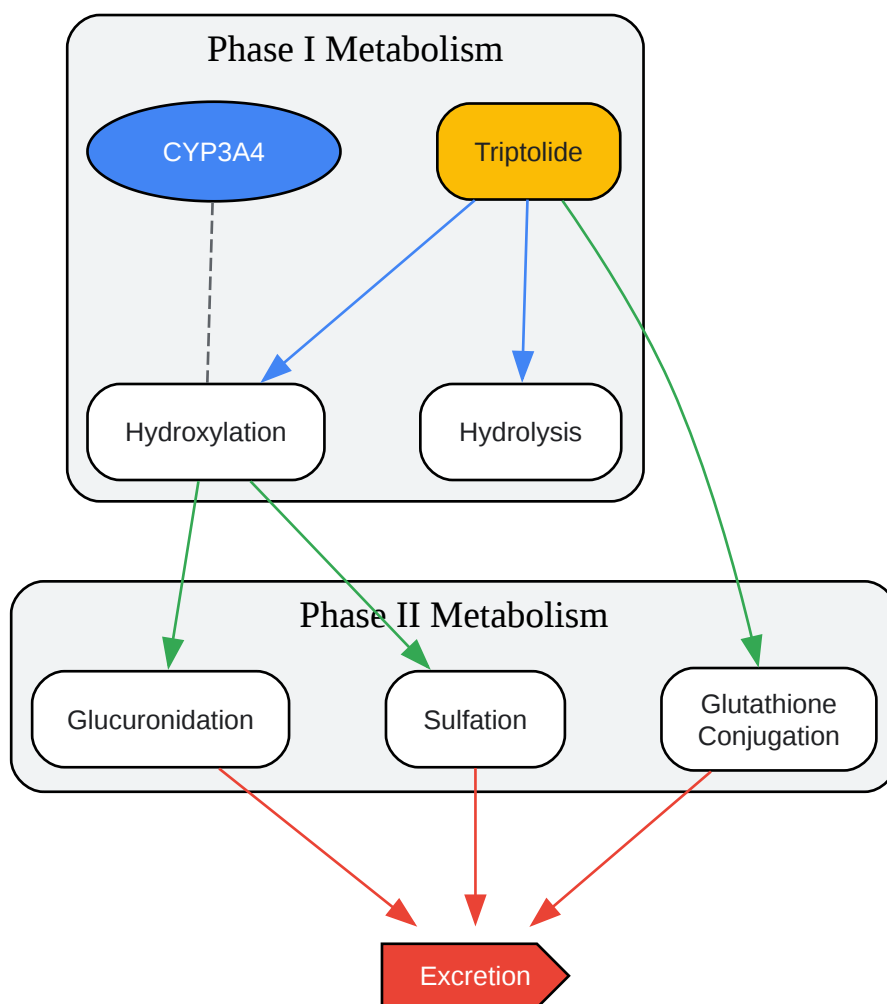 Phase I Metabolism
CYP3A4
Triptolide
Hydroxylation
Hydrolysis
Phase II Metabolism
Glucuronidation
Sulfation
Glutathione
Conjugation
Excretion